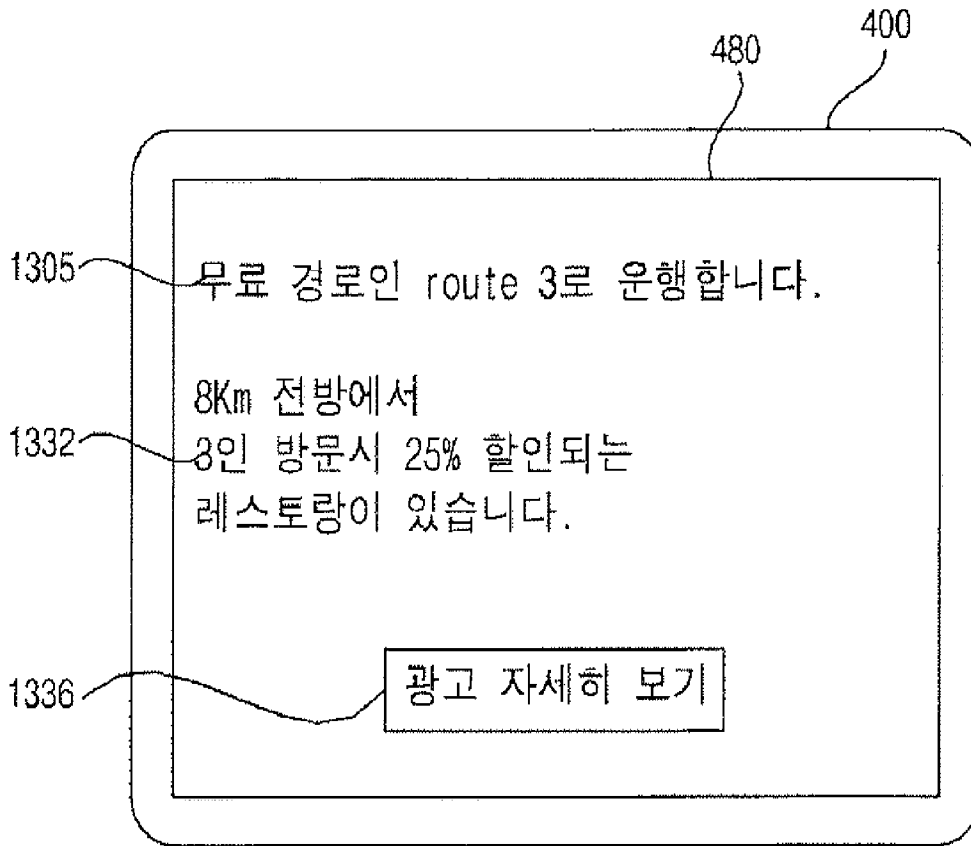 400
480
1305
무료 경로인 route 3로 운행합니다.
8Km 전방에서
1332
3인 방문시 25% 할인되는
레스토랑이 있습니다.
1336
광고 자세히 보기